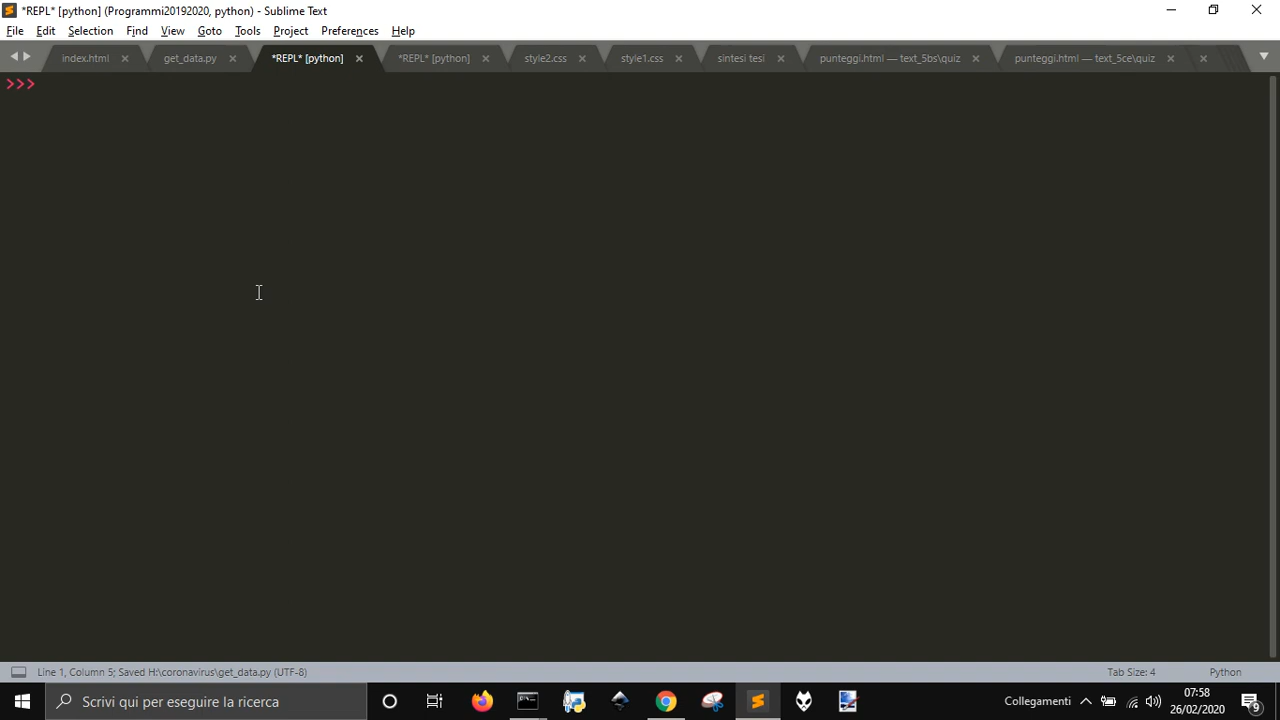 *REPL* [python] (Programmi20192020, python) - Sublime Text
File Edit Selection Find View Goto Tools Project Preferences Help
index.html get_data.py *REPL* [python] *REPL* [python] style2.css style1.css sintesi tesi punteggi.html — text_5bs\quiz punteggi.html — text_5ce\quiz
>>>
Line 1, Column 5; Saved H:\coronavirus\get_data.py (UTF-8) Tab Size: 4 Python
Scrivi qui per eseguire la ricerca Collegamenti 07:58
26/02/2020 9